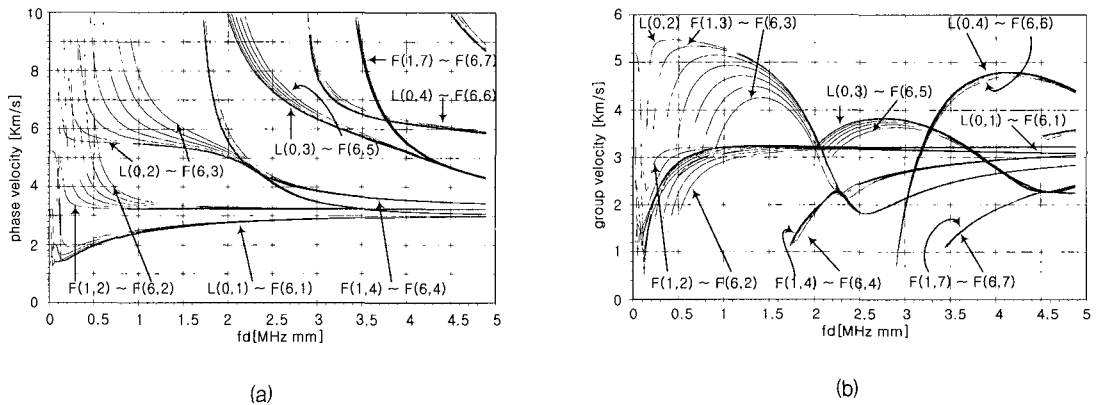 10
8
6
4
2
0
phase velocity [Km/s]
F(1,7) ~ F(6,7)
L(0,4) ~ F(6,6)
L(0,3) ~ F(6,5)
L(0,2) ~ F(6,3)
F(1,2) ~ F(6,2)
L(0,1) ~ F(6,1)
F(1,4) ~ F(6,4)
0 0.5 1 1.5 2 2.5 3 3.5 4 4.5 5
fd[MHz mm]
(a)
6
5
4
3
2
1
0
group velocity [Km/s]
L(0,2) F(1.3) ~ F(6,3)
L(0,4) ~ F(6,6)
L(0,3) ~ F(6,5)
L(0,1) ~ F(6,1)
F(1,2) ~ F(6,2)
F(1,4) ~ F(6,4)
F(1,7) ~ F(6,7)
0 0.5 1 1.5 2 2.5 3 3.5 4 4.5 5
fd[MHz mm]
(b)